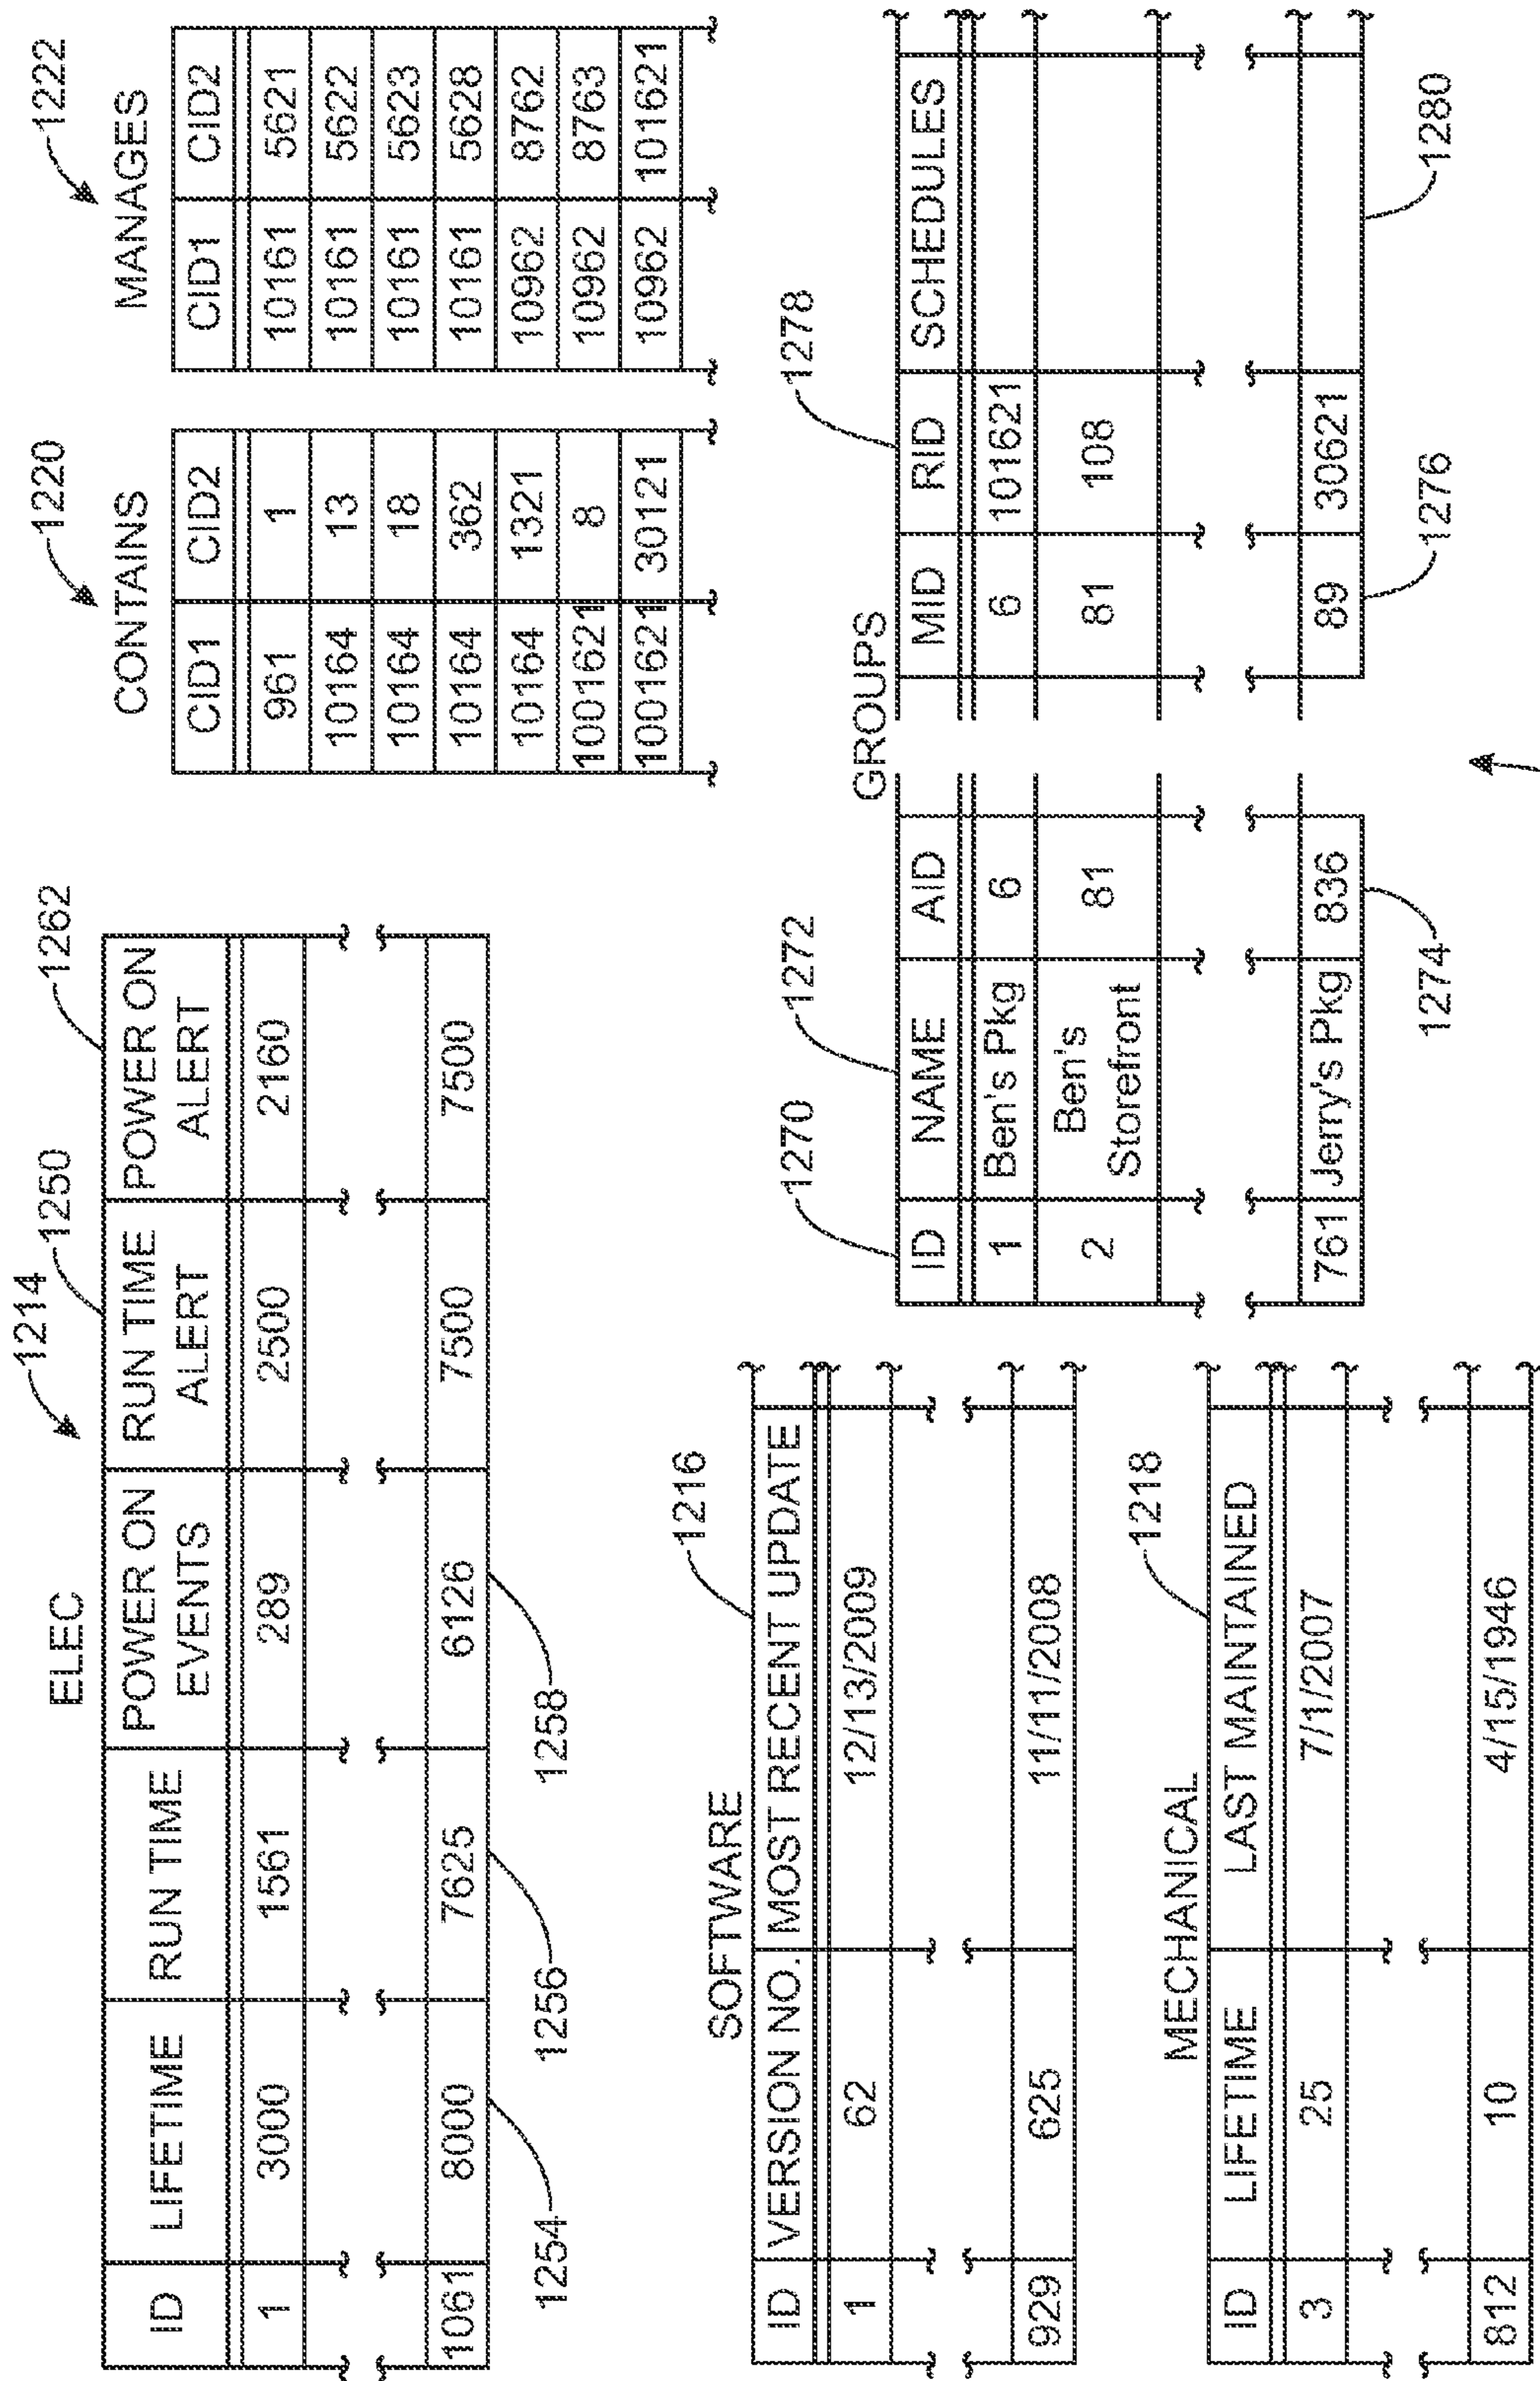 ELEC
1214
ID LIFETIME RUN TIME POWER ON EVENTS RUN TIME ALERT POWER ON ALERT
1250
1262
1 3000 1561 289 2500 2160
1061 8000 7625 6126 7500 7500
1254
1256
1258
CONTAINS
1220
CID1 CID2
961 1
10164 13
10164 18
10164 362
10164 1321
1001621 8
1001621 30121
MANAGES
1222
CID1 CID2
10161 5621
10161 5622
10161 5623
10161 5628
10962 8762
10962 8763
10962 101621
SOFTWARE
1216
ID VERSION NO. MOST RECENT UPDATE
1 62 12/13/2009
929 625 11/11/2008
MECHANICAL
1218
ID LIFETIME LAST MAINTAINED
3 25 7/1/2007
812 10 4/15/1946
GROUPS
1270
1272
1278
ID NAME AID MID RID SCHEDULES
1 Ben's Pkg 6 6 101621
2 Ben's Storefront 81 81 108
761 Jerry's Pkg 836 89 30621
1274
1276
1280